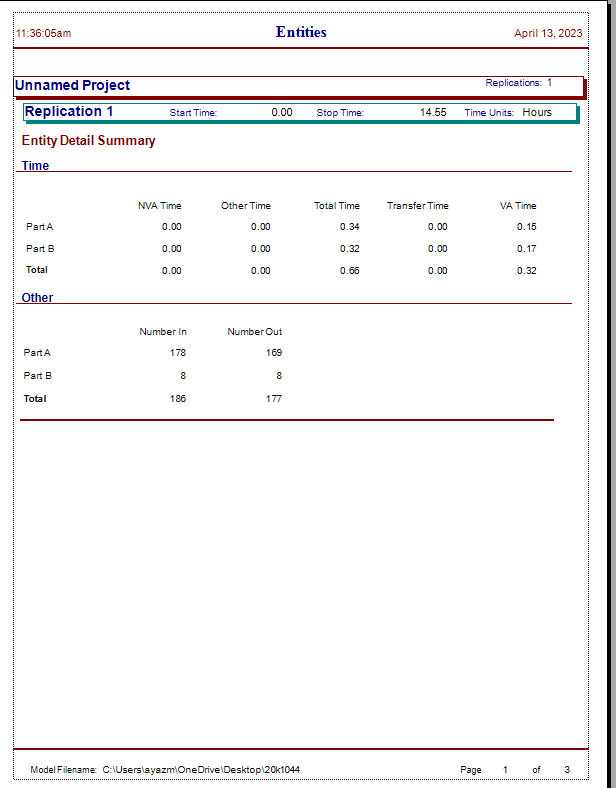 11:36:05am Entities April 13, 2023
Unnamed Project Replications: 1
Replication 1 Start Time: 0.00 Stop Time: 14.55 Time Units: Hours
Entity Detail Summary
Time
NVA Time Other Time Total Time Transfer Time VA Time
Part A 0.00 0.00 0.34 0.00 0.15
Part B 0.00 0.00 0.32 0.00 0.17
Total 0.00 0.00 0.66 0.00 0.32
Other
Number In Number Out
Part A 178 169
Part B 8 8
Total 186 177
Model Filename: C:\Users\ayazm\OneDrive\Desktop\20k1044 Page 1 of 3